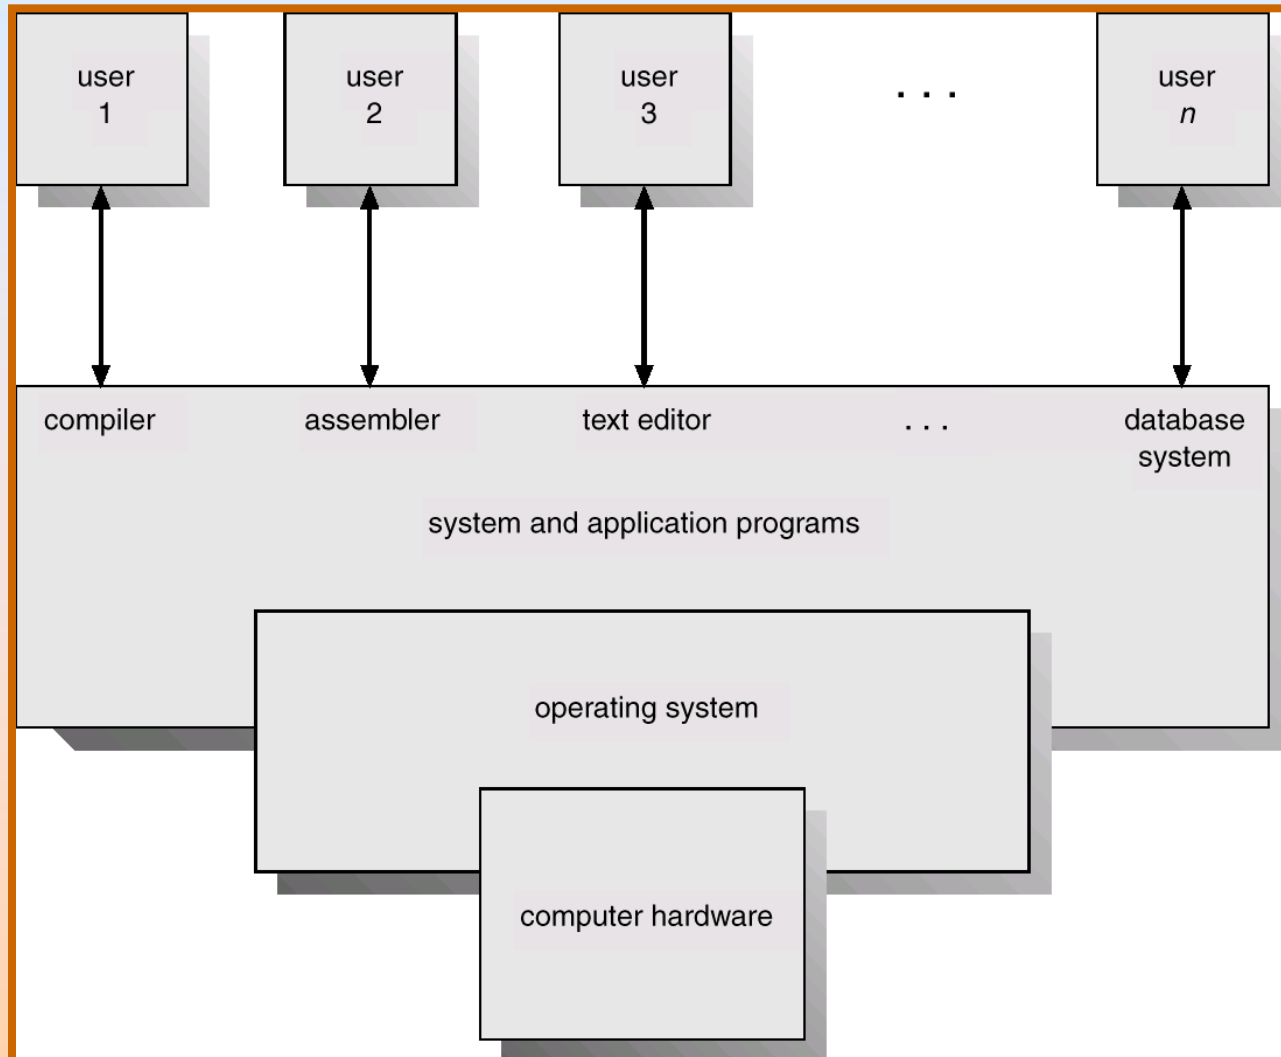 user
1
user
2
user
3
. . .
user
n
compiler
assembler
text editor
. . .
database
system
system and application programs
operating system
computer hardware